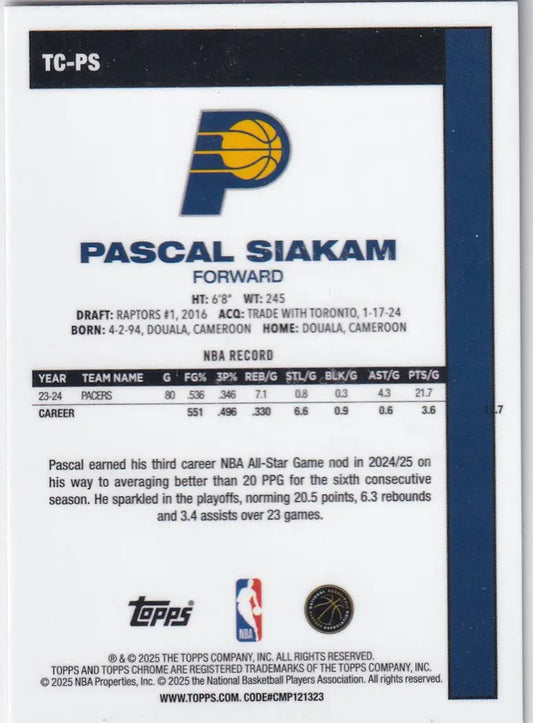 TC-PS
PASCAL SIAKAM
FORWARD
HT: 6'8" WT: 245
DRAFT: RAPTORS #1, 2016 ACQ: TRADE WITH TORONTO, 1-17-24
BORN: 4-2-94, DOUALA, CAMEROON HOME: DOUALA, CAMEROON
NBA RECORD
YEAR TEAM NAME G FG% 3P% REB/G STL/G BLK/G AST/G PTS/G
23-24 PACERS 80 .536 .346 7.1 0.8 0.3 4.3 21.7
CAREER 551 .496 .330 6.6 0.9 0.6 3.6
Pascal earned his third career NBA All-Star Game nod in 2024/25 on
his way to averaging better than 20 PPG for the sixth consecutive
season. He sparkled in the playoffs, norming 20.5 points, 6.3 rebounds
and 3.4 assists over 23 games.
TOPPS®
NBA
® & © 2025 THE TOPPS COMPANY, INC. ALL RIGHTS RESERVED.
TOPPS AND TOPPS CHROME ARE REGISTERED TRADEMARKS OF THE TOPPS COMPANY, INC.
© 2025 NBA Properties, Inc. © 2025 the National Basketball Players Association. All rights reserved.
WWW.TOPPS.COM. CODE#CMP121323